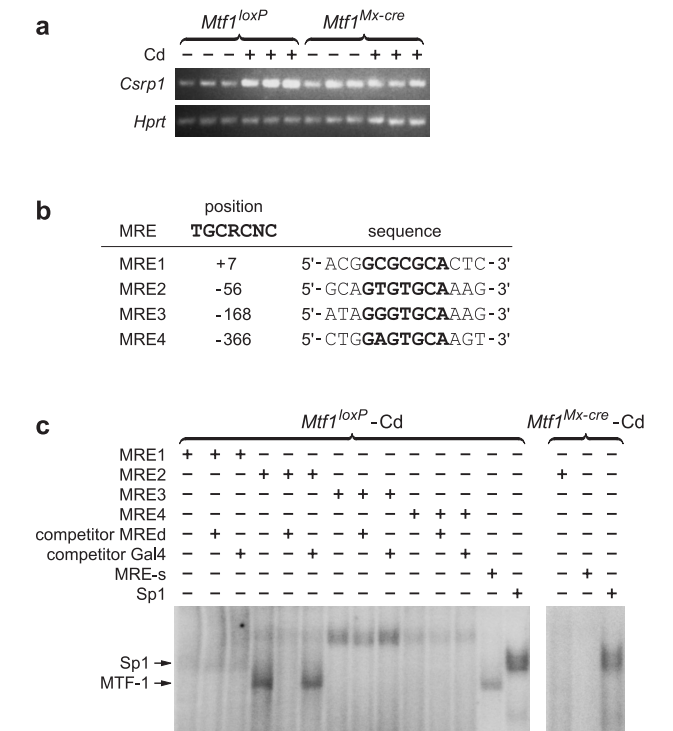 a
Mtf1loxP Mtf1Mx-cre
Cd – – – + + + – – – + + +
Csrp1
Hprt
b
position
MRE TGCRCNC sequence
MRE1 +7 5'-ACGGCGCGCACTC-3'
MRE2 -56 5'-GCAGTGTGCAAAG-3'
MRE3 -168 5'-ATAGGGTGCAAAG-3'
MRE4 -366 5'-CTGGAGTGCAAGT-3'
c
Mtf1loxP-Cd Mtf1Mx-cre-Cd
MRE1 + + + – – – – – – – – – – – – – –
MRE2 – – – + + + – – – – – – – – + – –
MRE3 – – – – – – + + + – – – – – – – –
MRE4 – – – – – – – – – + + + – – – – –
competitor MREd – + – – + – – + – – + – – – – – –
competitor Gal4 – – + – – + – – + – – + – – – – –
MRE-s – – – – – – – – – – – – + – – + –
Sp1 – – – – – – – – – – – – – + – – +
Sp1
MTF-1